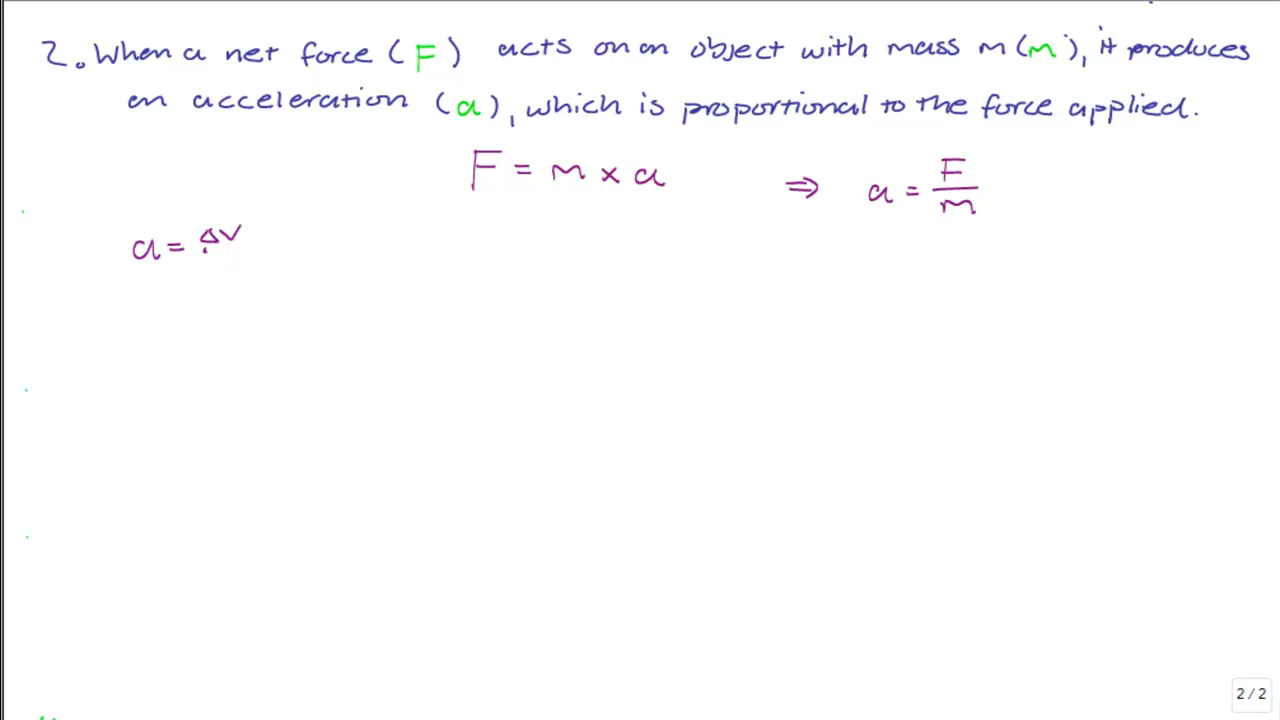 2. When a net force (F) acts on an object with mass m (m), it produces
an acceleration (a), which is proportional to the force applied.
F = m × a ⇒ a = F/m
a = ΔV
2 / 2